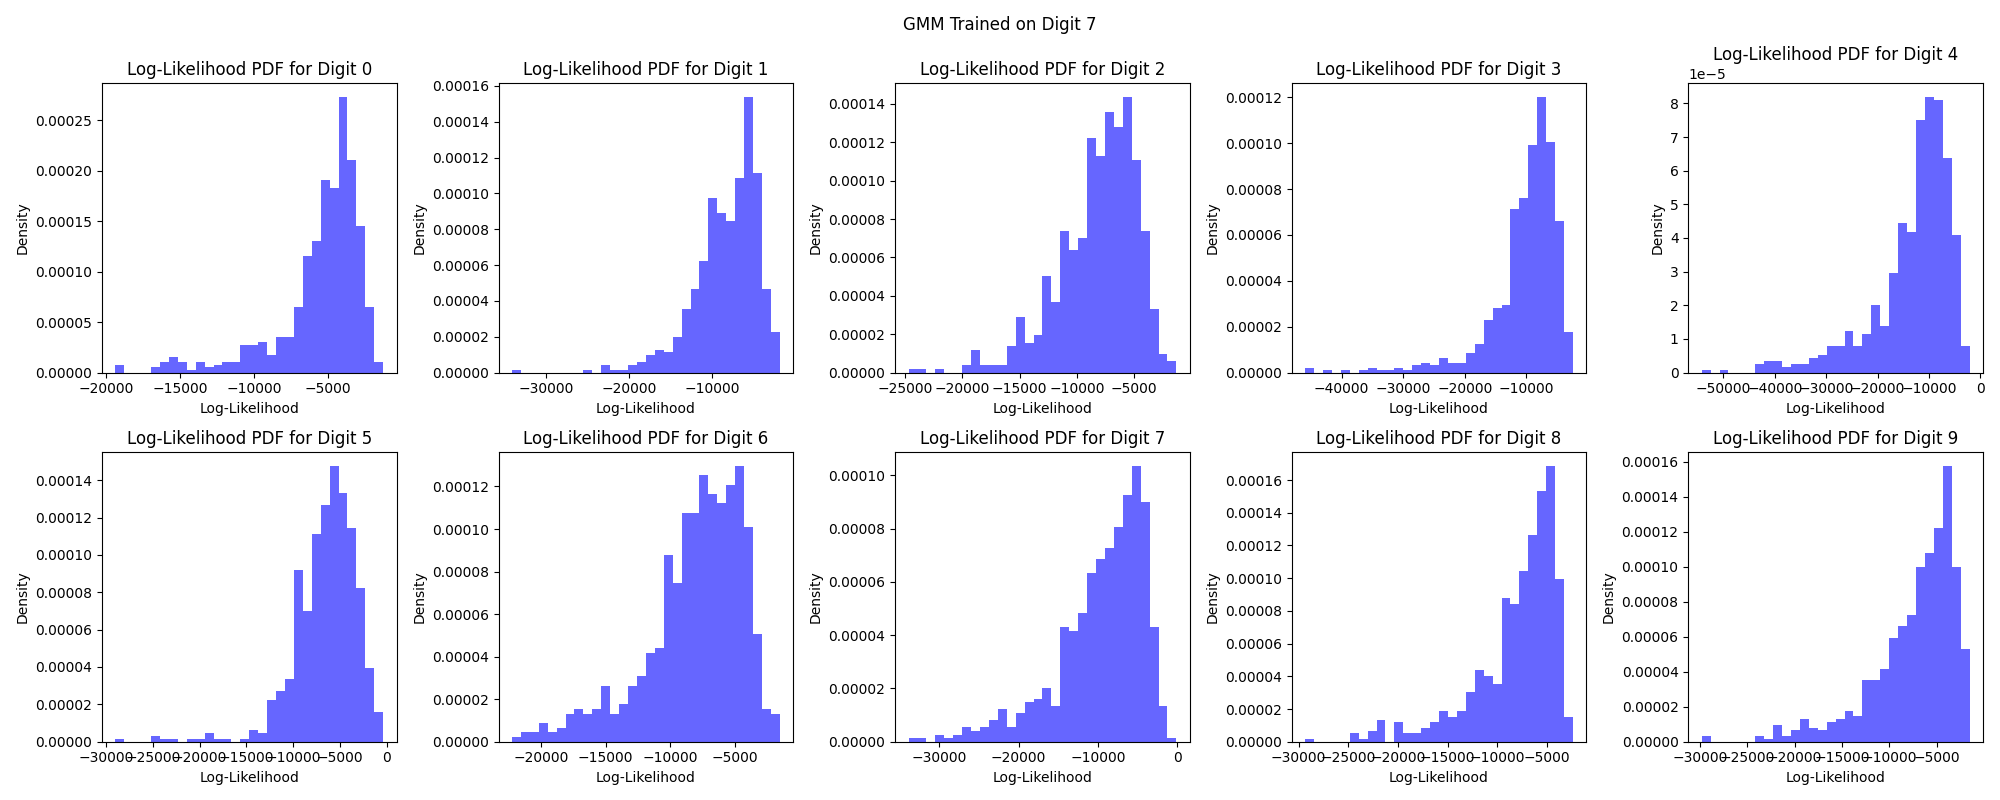 GMM Trained on Digit 7
Log-Likelihood PDF for Digit 0
Density
0.00025
0.00020
0.00015
0.00010
0.00005
0.00000
−20000 −15000 −10000 −5000
Log-Likelihood
Log-Likelihood PDF for Digit 1
Density
0.00016
0.00014
0.00012
0.00010
0.00008
0.00006
0.00004
0.00002
0.00000
−30000 −20000 −10000
Log-Likelihood
Log-Likelihood PDF for Digit 2
Density
0.00014
0.00012
0.00010
0.00008
0.00006
0.00004
0.00002
0.00000
−25000 −20000 −15000 −10000 −5000
Log-Likelihood
Log-Likelihood PDF for Digit 3
Density
0.00012
0.00010
0.00008
0.00006
0.00004
0.00002
0.00000
−40000 −30000 −20000 −10000
Log-Likelihood
Log-Likelihood PDF for Digit 4
1e−5
Density
8
7
6
5
4
3
2
1
0
−50000 −40000 −30000 −20000 −10000 0
Log-Likelihood
Log-Likelihood PDF for Digit 5
Density
0.00014
0.00012
0.00010
0.00008
0.00006
0.00004
0.00002
0.00000
−30000 −25000 −20000 −15000 −10000 −5000 0
Log-Likelihood
Log-Likelihood PDF for Digit 6
Density
0.00012
0.00010
0.00008
0.00006
0.00004
0.00002
0.00000
−20000 −15000 −10000 −5000
Log-Likelihood
Log-Likelihood PDF for Digit 7
Density
0.00010
0.00008
0.00006
0.00004
0.00002
0.00000
−30000 −20000 −10000 0
Log-Likelihood
Log-Likelihood PDF for Digit 8
Density
0.00016
0.00014
0.00012
0.00010
0.00008
0.00006
0.00004
0.00002
0.00000
−30000 −25000 −20000 −15000 −10000 −5000
Log-Likelihood
Log-Likelihood PDF for Digit 9
Density
0.00016
0.00014
0.00012
0.00010
0.00008
0.00006
0.00004
0.00002
0.00000
−30000 −25000 −20000 −15000 −10000 −5000
Log-Likelihood